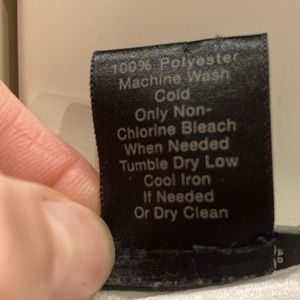 100% Polyester
Machine Wash
Cold
Only Non-
Chlorine Bleach
When Needed
Tumble Dry Low
Cool Iron
If Needed
Or Dry Clean